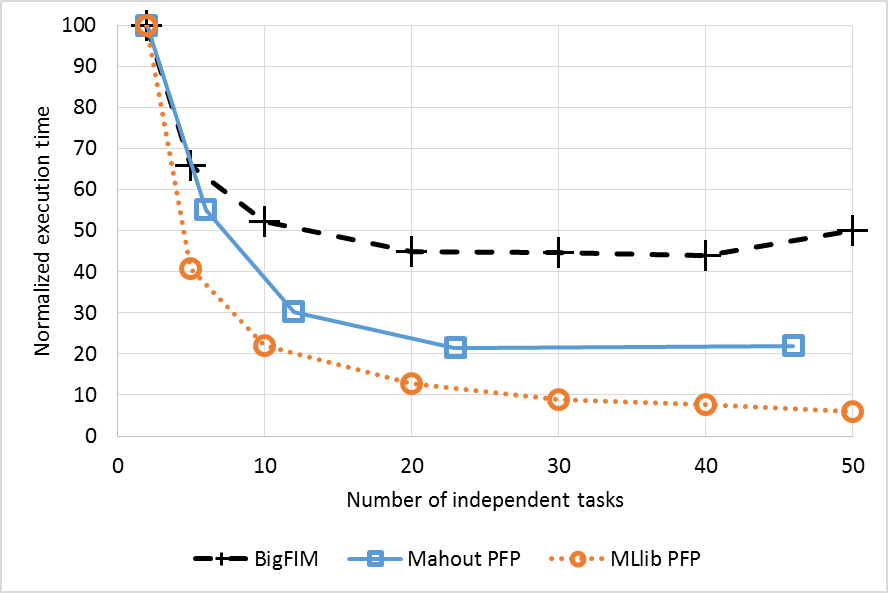 Normalized execution time
100
90
80
70
60
50
40
30
20
10
0
0 10 20 30 40 50
Number of independent tasks
BigFIM Mahout PFP MLlib PFP